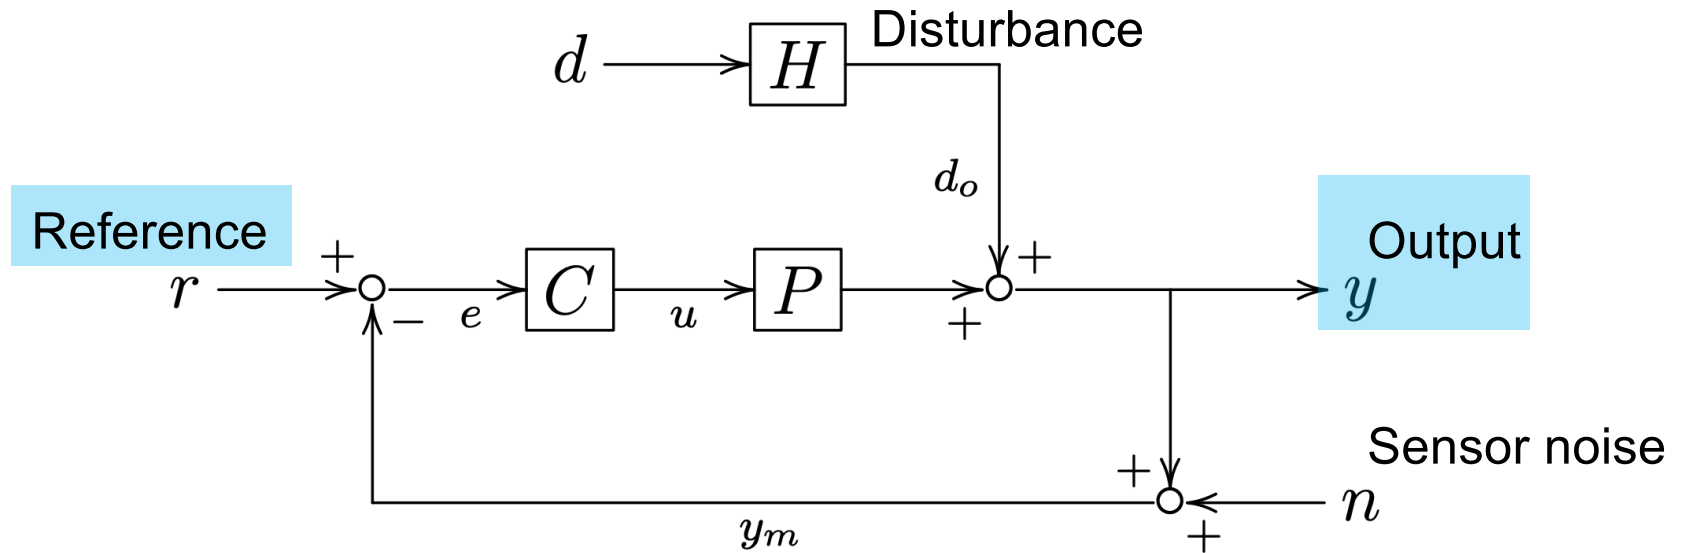 Disturbance
d
H
d_o
Reference
Output
+
+
r
e
C
u
P
y
−
+
Sensor noise
+
n
+
y_m